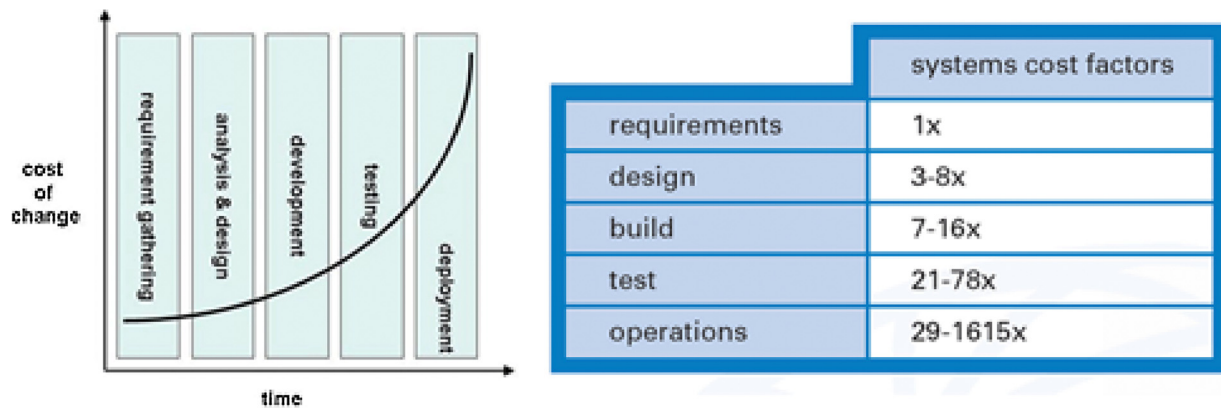 cost
of
change
requirement gathering
analysis & design
development
testing
deployment
time
systems cost factors
requirements 1x
design 3-8x
build 7-16x
test 21-78x
operations 29-1615x